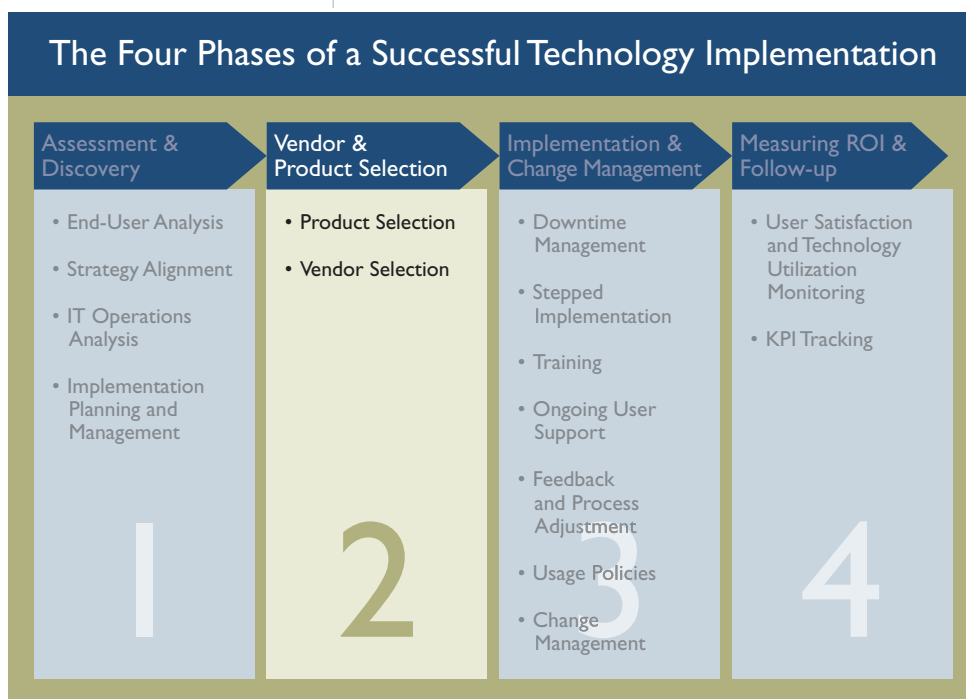 The Four Phases of a Successful Technology Implementation
Assessment &
Discovery
• End-User Analysis
• Strategy Alignment
• IT Operations
Analysis
• Implementation
Planning and
Management
1
Vendor &
Product Selection
• Product Selection
• Vendor Selection
2
Implementation &
Change Management
• Downtime
Management
• Stepped
Implementation
• Training
• Ongoing User
Support
• Feedback
and Process
Adjustment
• Usage Policies
• Change
Management
3
Measuring ROI &
Follow-up
• User Satisfaction
and Technology
Utilization
Monitoring
• KPI Tracking
4